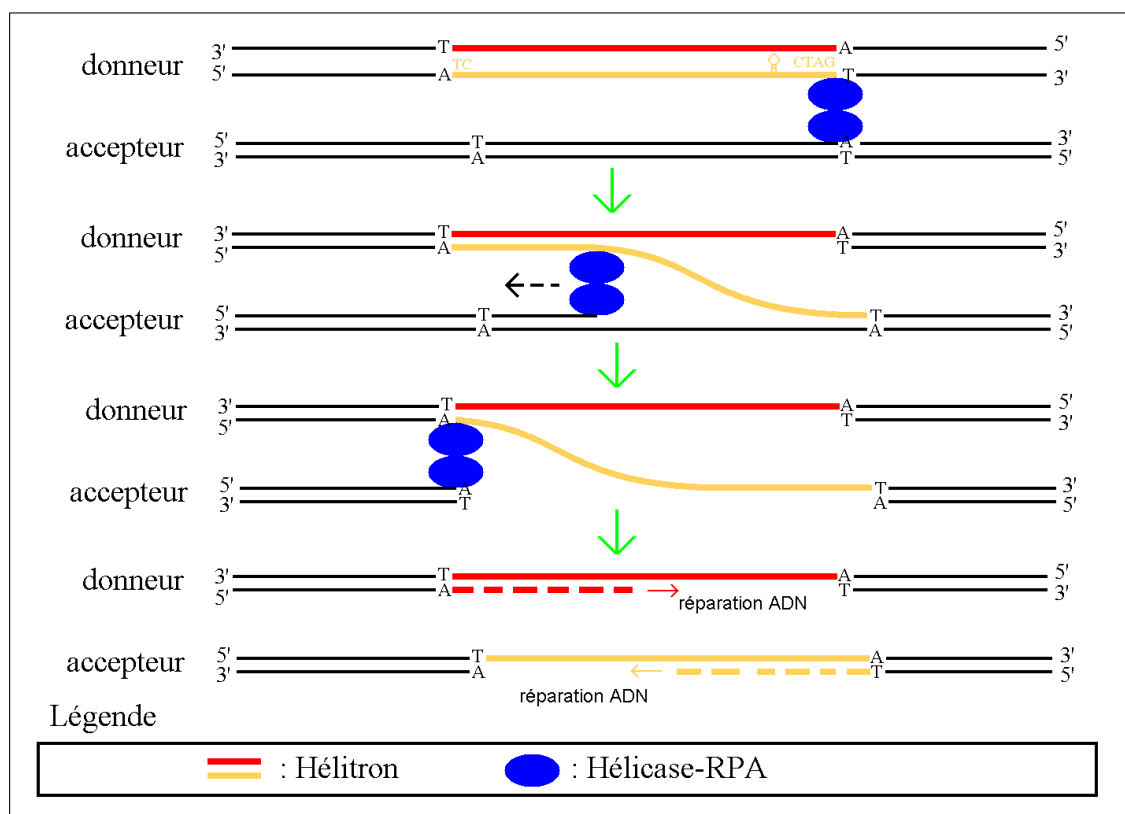 T A
3' 5'
donneur TC CTAG
5' A T 3'
5' T A 3'
accepteur
3' A T 5'
donneur 3' T A 5'
5' A T 3'
accepteur 5' T T 3'
3' A A 5'
donneur 3' T A 5'
5' A T 3'
accepteur 5' A T 3'
3' T A 5'
donneur 3' T A 5'
5' A T 3'
réparation ADN
accepteur 5' T A 3'
3' A T 5'
réparation ADN
Légende
: Hélitron : Hélicase-RPA